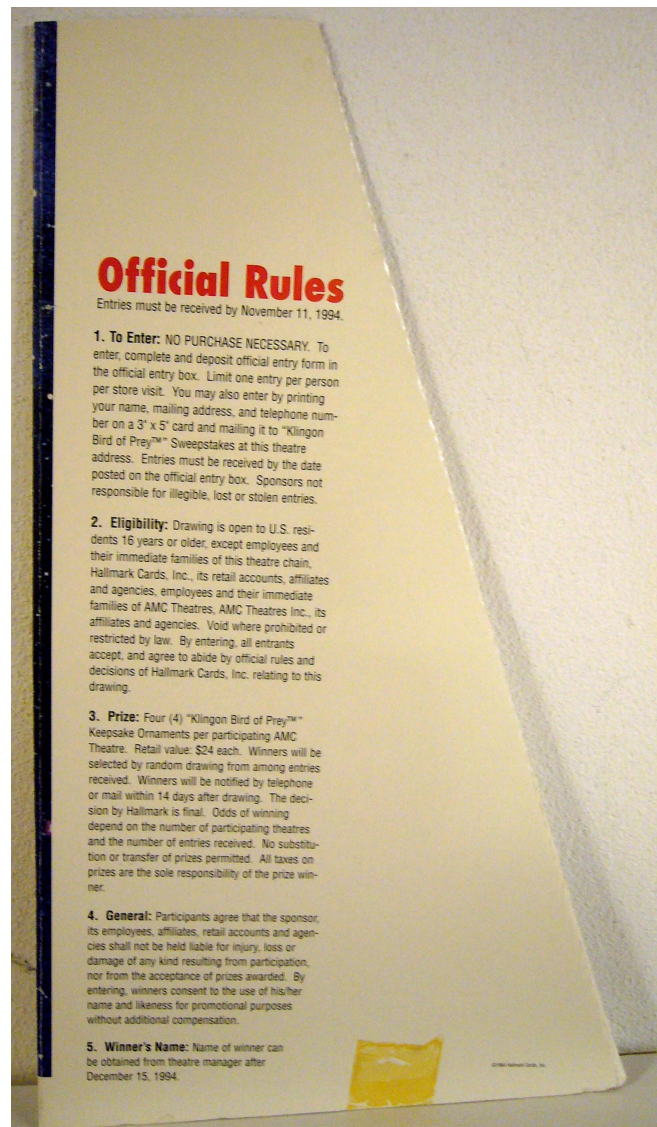 Official Rules
Entries must be received by November 11, 1994.
1. To Enter: NO PURCHASE NECESSARY. To
enter, complete and deposit official entry form in
the official entry box. Limit one entry per person
per store visit. You may also enter by printing
your name, mailing address, and telephone num-
ber on a 3" x 5" card and mailing it to "Klingon
Bird of Prey™" Sweepstakes at this theatre
address. Entries must be received by the date
posted on the official entry box. Sponsors not
responsible for illegible, lost or stolen entries.
2. Eligibility: Drawing is open to U.S. resi-
dents 16 years or older, except employees and
their immediate families of this theatre chain,
Hallmark Cards, Inc., its retail accounts, affiliates
and agencies, employees and their immediate
families of AMC Theatres, AMC Theatres Inc., its
affiliates and agencies. Void where prohibited or
restricted by law. By entering, all entrants
accept, and agree to abide by official rules and
decisions of Hallmark Cards, Inc. relating to this
drawing.
3. Prize: Four (4) "Klingon Bird of Prey™"
Keepsake Ornaments per participating AMC
Theatre. Retail value: $24 each. Winners will be
selected by random drawing from among entries
received. Winners will be notified by telephone
or mail within 14 days after drawing. The deci-
sion by Hallmark is final. Odds of winning
depend on the number of participating theatres
and the number of entries received. No substitu-
tion or transfer of prizes permitted. All taxes on
prizes are the sole responsibility of the prize win-
ner.
4. General: Participants agree that the sponsor,
its employees, affiliates, retail accounts and agen-
cies shall not be held liable for injury, loss or
damage of any kind resulting from participation,
nor from the acceptance of prizes awarded. By
entering, winners consent to the use of his/her
name and likeness for promotional purposes
without additional compensation.
5. Winner's Name: Name of winner can
be obtained from theatre manager after
December 15, 1994.
©1994 Hallmark Cards, Inc.